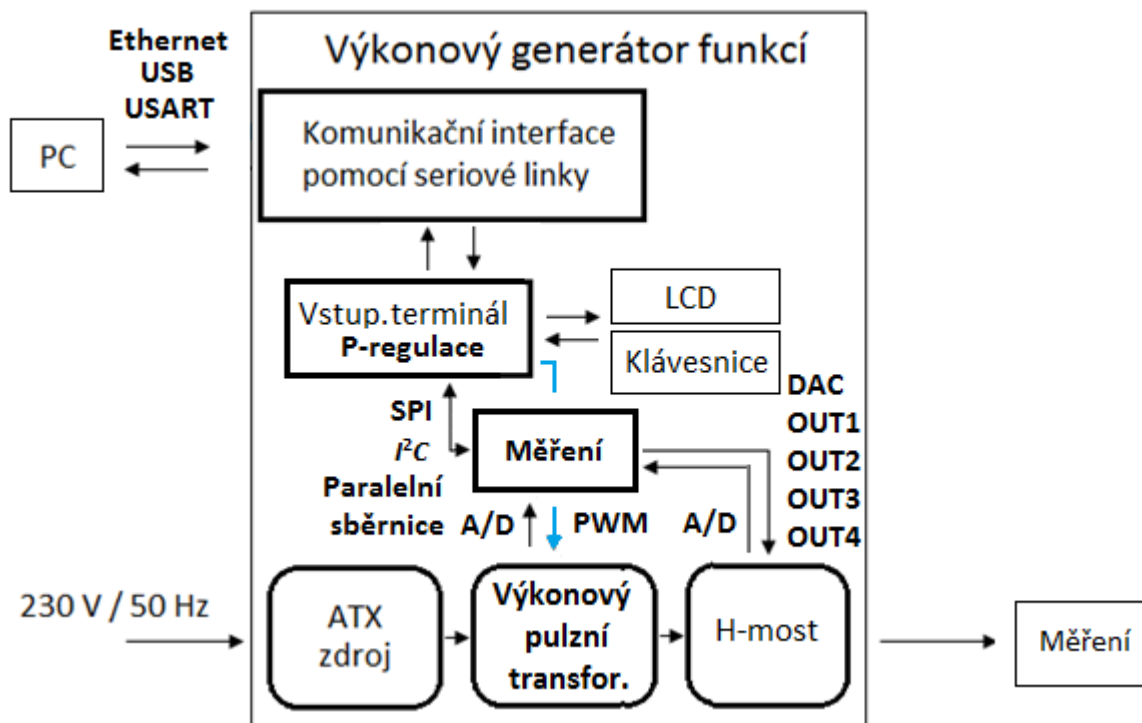 Ethernet
USB
USART
Výkonový generátor funkcí
PC
Komunikační interface
pomocí seriové linky
Vstup.terminál
P-regulace
LCD
Klávesnice
SPI
I²C
Paralelní
sběrnice
Měření
A/D
PWM
A/D
DAC
OUT1
OUT2
OUT3
OUT4
230 V / 50 Hz
ATX
zdroj
Výkonový
pulzní
transfor.
H-most
Měření